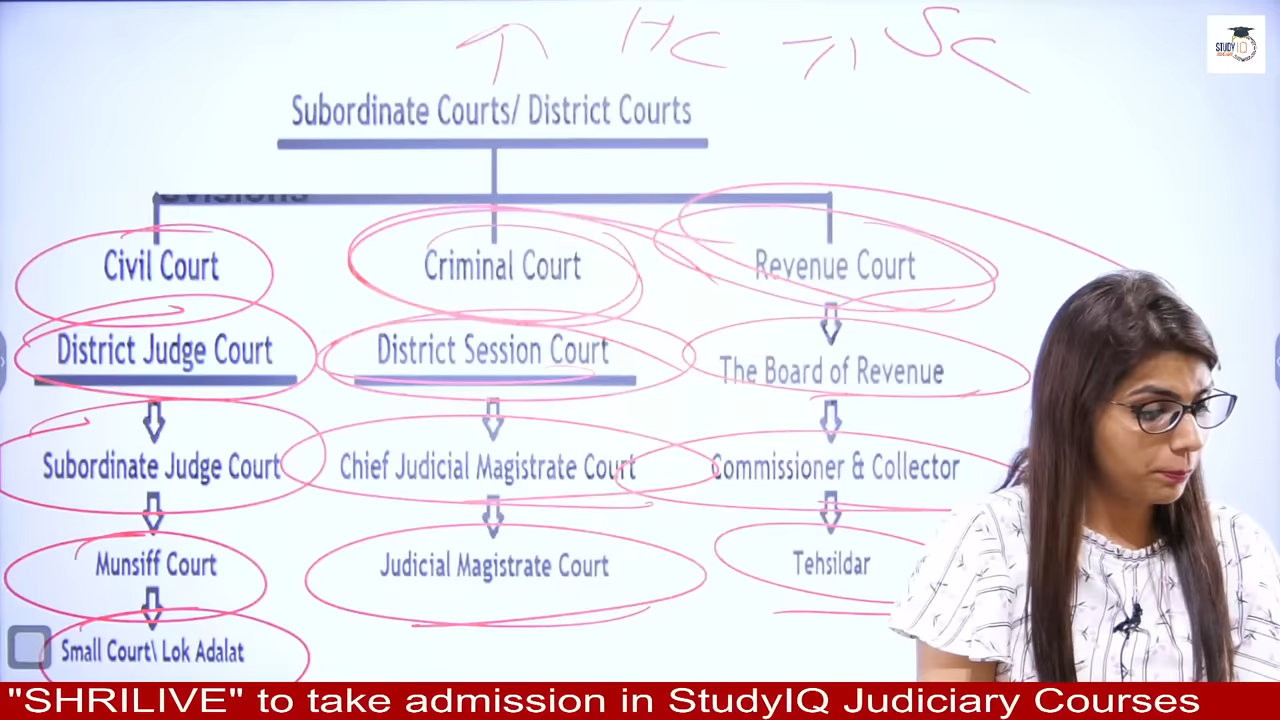 HC → SC
STUDY IQ
Subordinate Courts/ District Courts
Civil Court
Criminal Court
Revenue Court
District Judge Court
District Session Court
The Board of Revenue
Subordinate Judge Court
Chief Judicial Magistrate Court
Commissioner & Collector
Munsiff Court
Judicial Magistrate Court
Tehsildar
Small Court\ Lok Adalat
"SHRILIVE" to take admission in StudyIQ Judiciary Courses